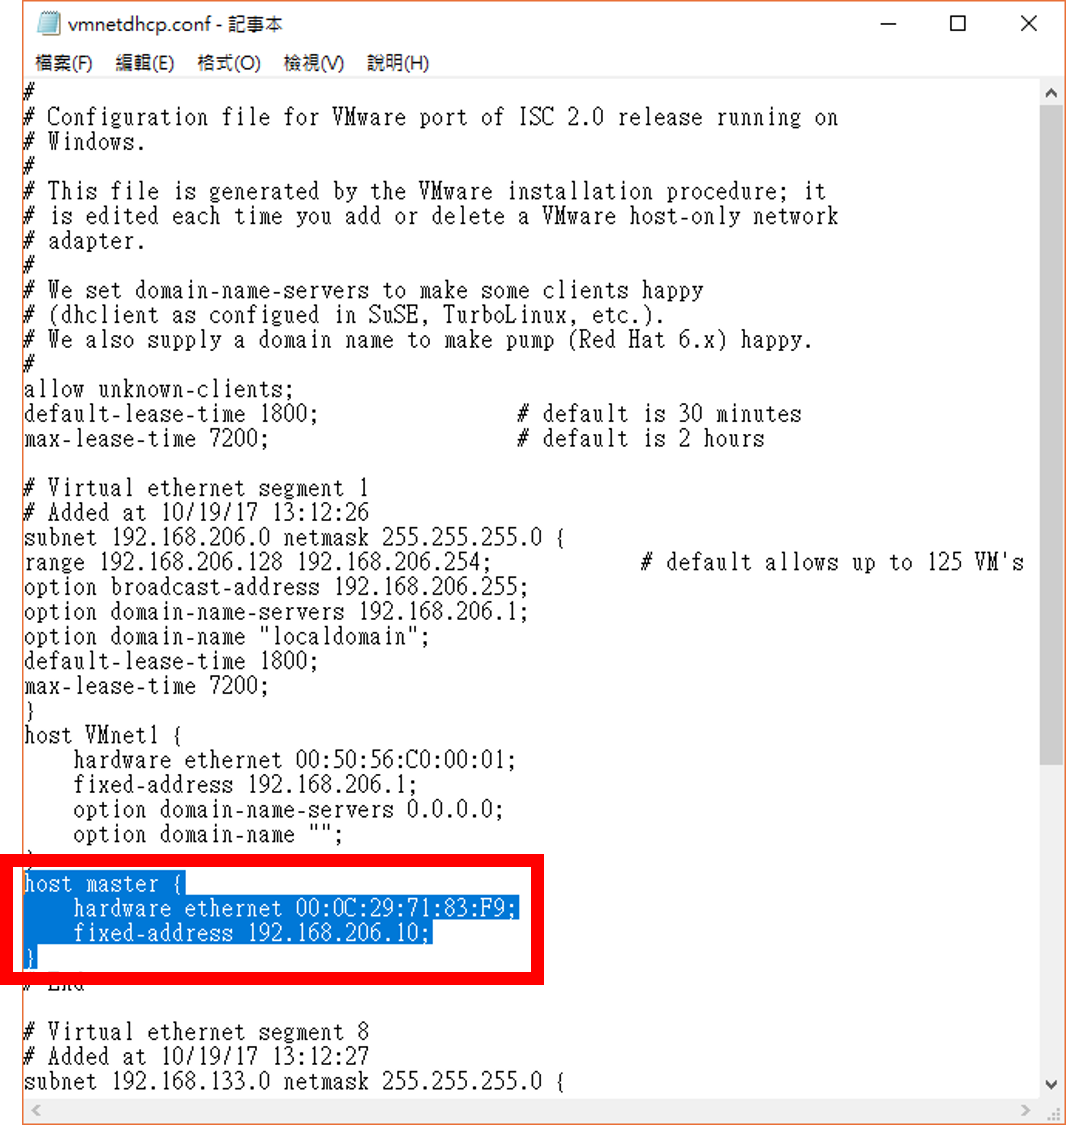 vmnetdhcp.conf - 記事本
檔案(F) 編輯(E) 格式(O) 檢視(V) 說明(H)
#
# Configuration file for VMware port of ISC 2.0 release running on
# Windows.
#
# This file is generated by the VMware installation procedure; it
# is edited each time you add or delete a VMware host-only network
# adapter.
#
# We set domain-name-servers to make some clients happy
# (dhclient as configued in SuSE, TurboLinux, etc.).
# We also supply a domain name to make pump (Red Hat 6.x) happy.
#
allow unknown-clients;
default-lease-time 1800; # default is 30 minutes
max-lease-time 7200; # default is 2 hours
# Virtual ethernet segment 1
# Added at 10/19/17 13:12:26
subnet 192.168.206.0 netmask 255.255.255.0 {
range 192.168.206.128 192.168.206.254; # default allows up to 125 VM's
option broadcast-address 192.168.206.255;
option domain-name-servers 192.168.206.1;
option domain-name "localdomain";
default-lease-time 1800;
max-lease-time 7200;
}
host VMnet1 {
hardware ethernet 00:50:56:C0:00:01;
fixed-address 192.168.206.1;
option domain-name-servers 0.0.0.0;
option domain-name "";
}
host master {
hardware ethernet 00:0C:29:71:83:F9;
fixed-address 192.168.206.10;
}
# End
# Virtual ethernet segment 8
# Added at 10/19/17 13:12:27
subnet 192.168.133.0 netmask 255.255.255.0 {